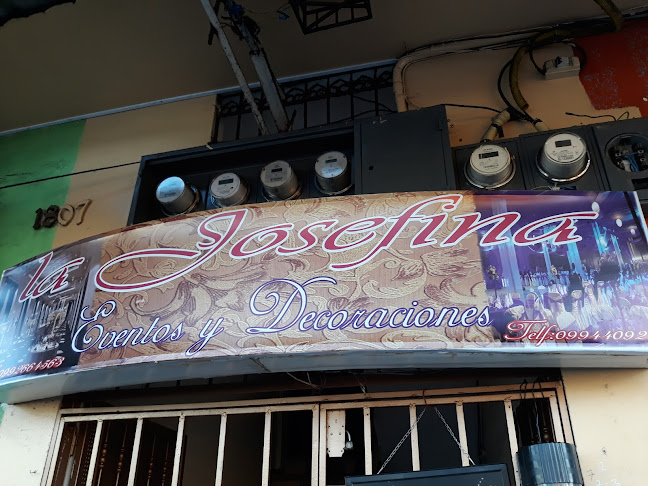 1807
la Josefina
Eventos y Decoraciones
Telf:0994409